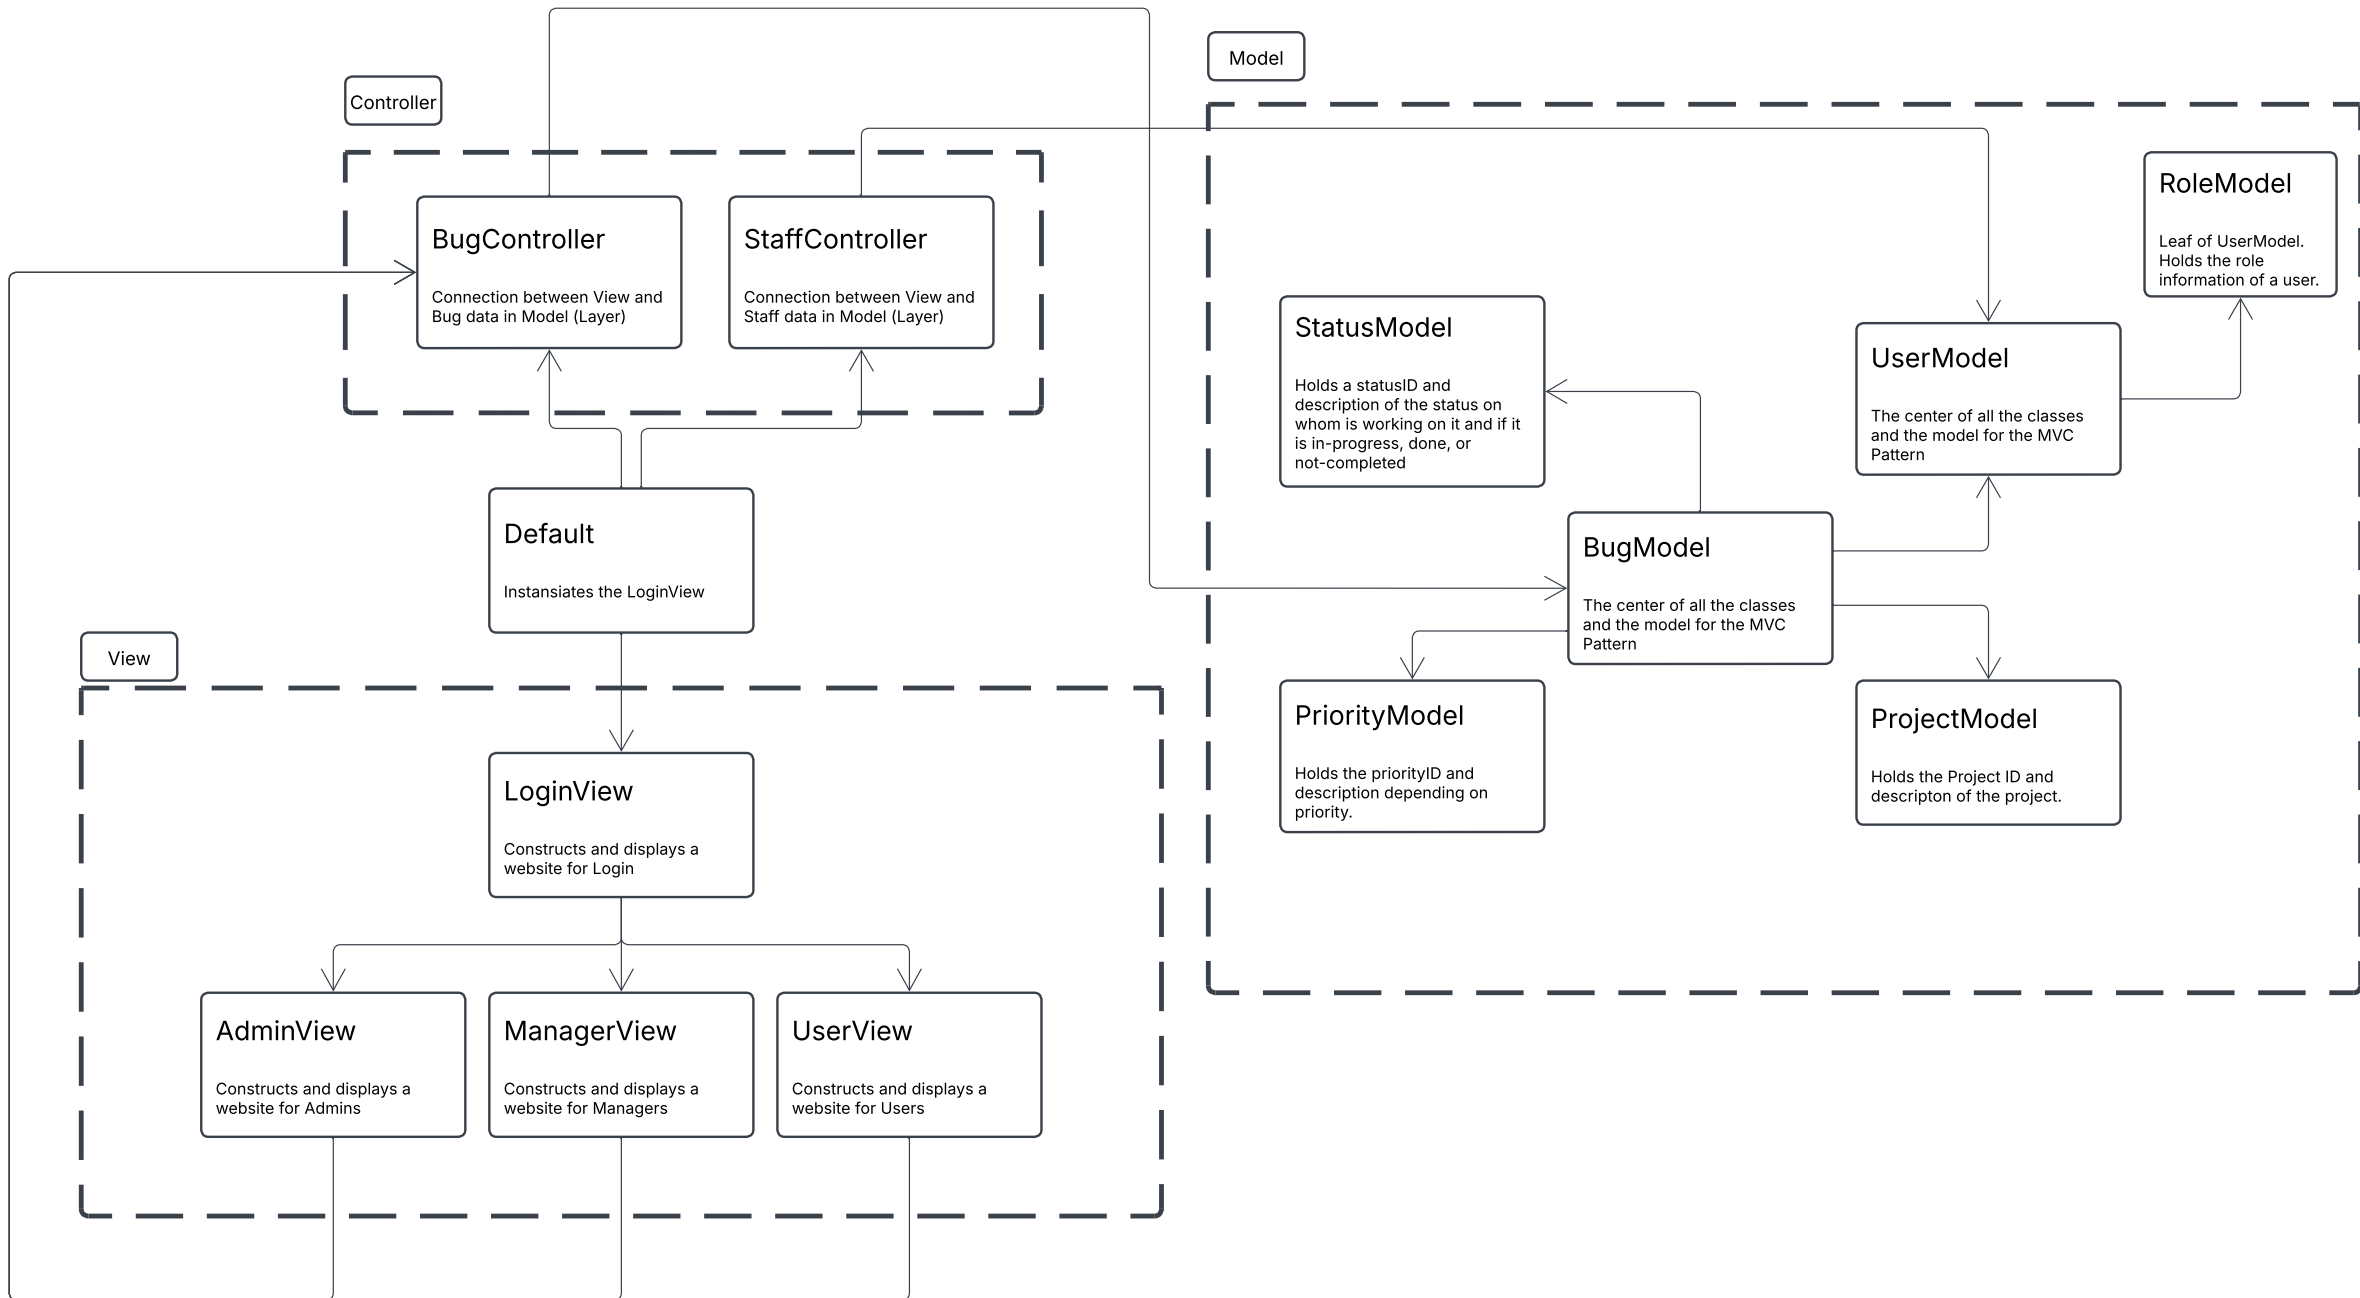 Model
Controller
RoleModel
Leaf of UserModel.
Holds the role
information of a user.
BugController
Connection between View and
Bug data in Model (Layer)
StaffController
Connection between View and
Staff data in Model (Layer)
StatusModel
Holds a statusID and
description of the status on
whom is working on it and if it
is in-progress, done, or
not-completed
UserModel
The center of all the classes
and the model for the MVC
Pattern
Default
Instansiates the LoginView
BugModel
The center of all the classes
and the model for the MVC
Pattern
View
PriorityModel
Holds the priorityID and
description depending on
priority.
ProjectModel
Holds the Project ID and
descripton of the project.
LoginView
Constructs and displays a
website for Login
AdminView
Constructs and displays a
website for Admins
ManagerView
Constructs and displays a
website for Managers
UserView
Constructs and displays a
website for Users